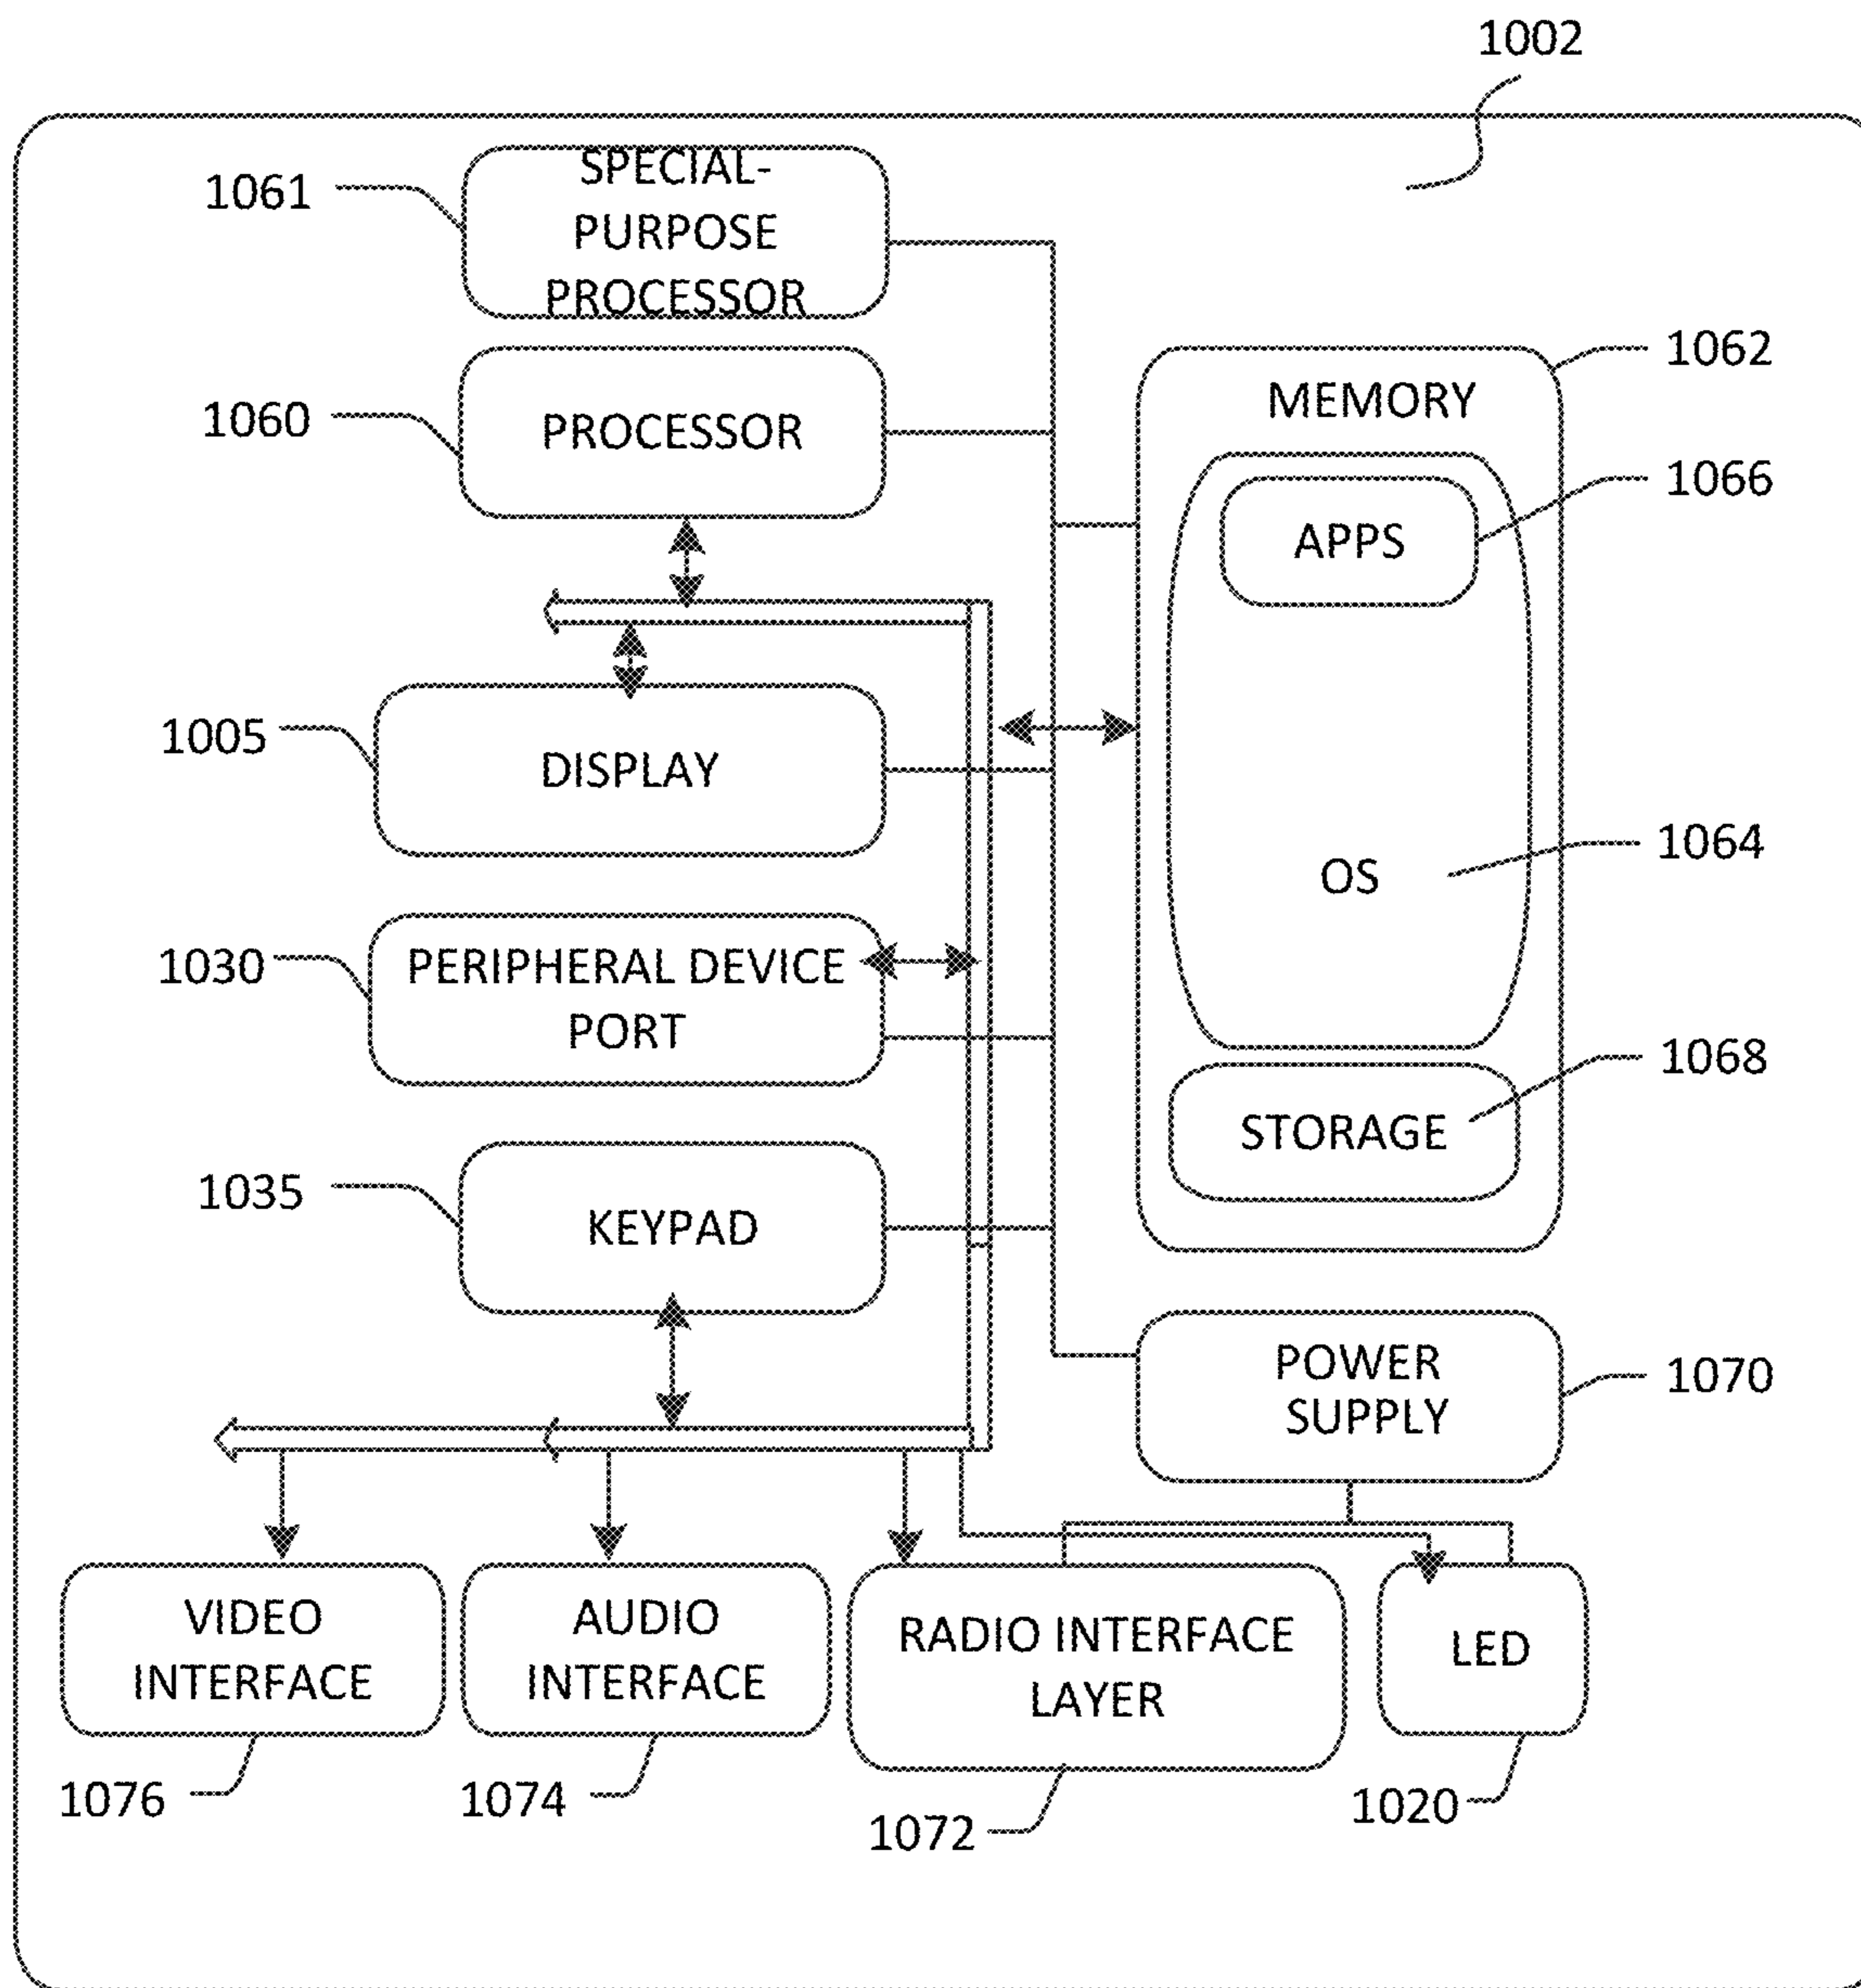 1002
1061
SPECIAL-
PURPOSE
PROCESSOR
1060
PROCESSOR
1062
MEMORY
1066
APPS
1005
DISPLAY
1064
OS
1030
PERIPHERAL DEVICE
PORT
1068
STORAGE
1035
KEYPAD
POWER
SUPPLY
1070
VIDEO
INTERFACE
AUDIO
INTERFACE
RADIO INTERFACE
LAYER
LED
1076
1074
1072
1020